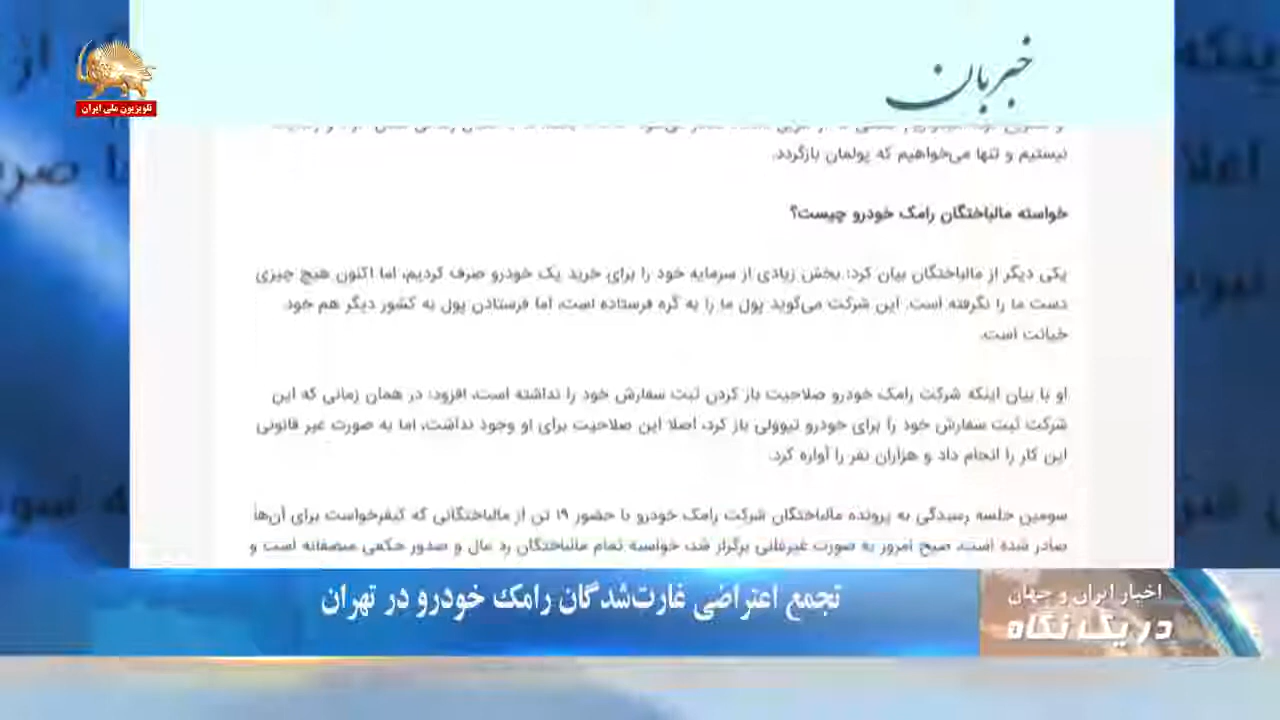 تلویزیون ملی ایران
خبربان
نیستیم و تنها می‌خواهیم که پولمان بازگردد.
خواسته مالباختگان رامک خودرو چیست؟
یکی دیگر از مالباختگان بیان کرد: بخش زیادی از سرمایه خود را برای خرید یک خودرو صرف کردیم، اما اکنون هیچ چیزی
دست ما را نگرفته است. این شرکت می‌گوید پول ما را به کره فرستاده است، اما فرستادن پول به کشور دیگر هم خود
خیانت است.
او با بیان اینکه شرکت رامک خودرو صلاحیت باز کردن ثبت سفارش خود را نداشته است، افزود: در همان زمانی که این
شرکت ثبت سفارش خود را برای خودرو تیوولی باز کرد، اصلا این صلاحیت برای او وجود نداشت، اما به صورت غیر قانونی
این کار را انجام داد و هزاران نفر را آواره کرد.
سومین جلسه رسیدگی به پرونده مالباختگان شرکت رامک خودرو با حضور ۱۹ تن از مالباختگانی که کیفرخواست برای آن‌ها
صادر شده است، صبح امروز به صورت غیرعلنی برگزار شد، خواسته تمام مالباختگان رد مال و صدور حکمی منصفانه است و
تجمع اعتراضی غارت‌شدگان رامک خودرو در تهران
اخبار ایران و جهان
در یک نگاه